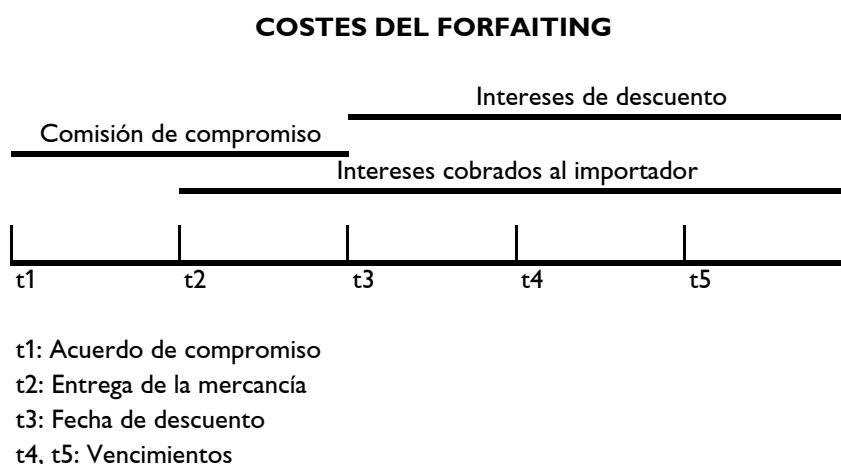 COSTES DEL FORFAITING
Intereses de descuento
Comisión de compromiso
Intereses cobrados al importador
t1 t2 t3 t4 t5
t1: Acuerdo de compromiso
t2: Entrega de la mercancía
t3: Fecha de descuento
t4, t5: Vencimientos